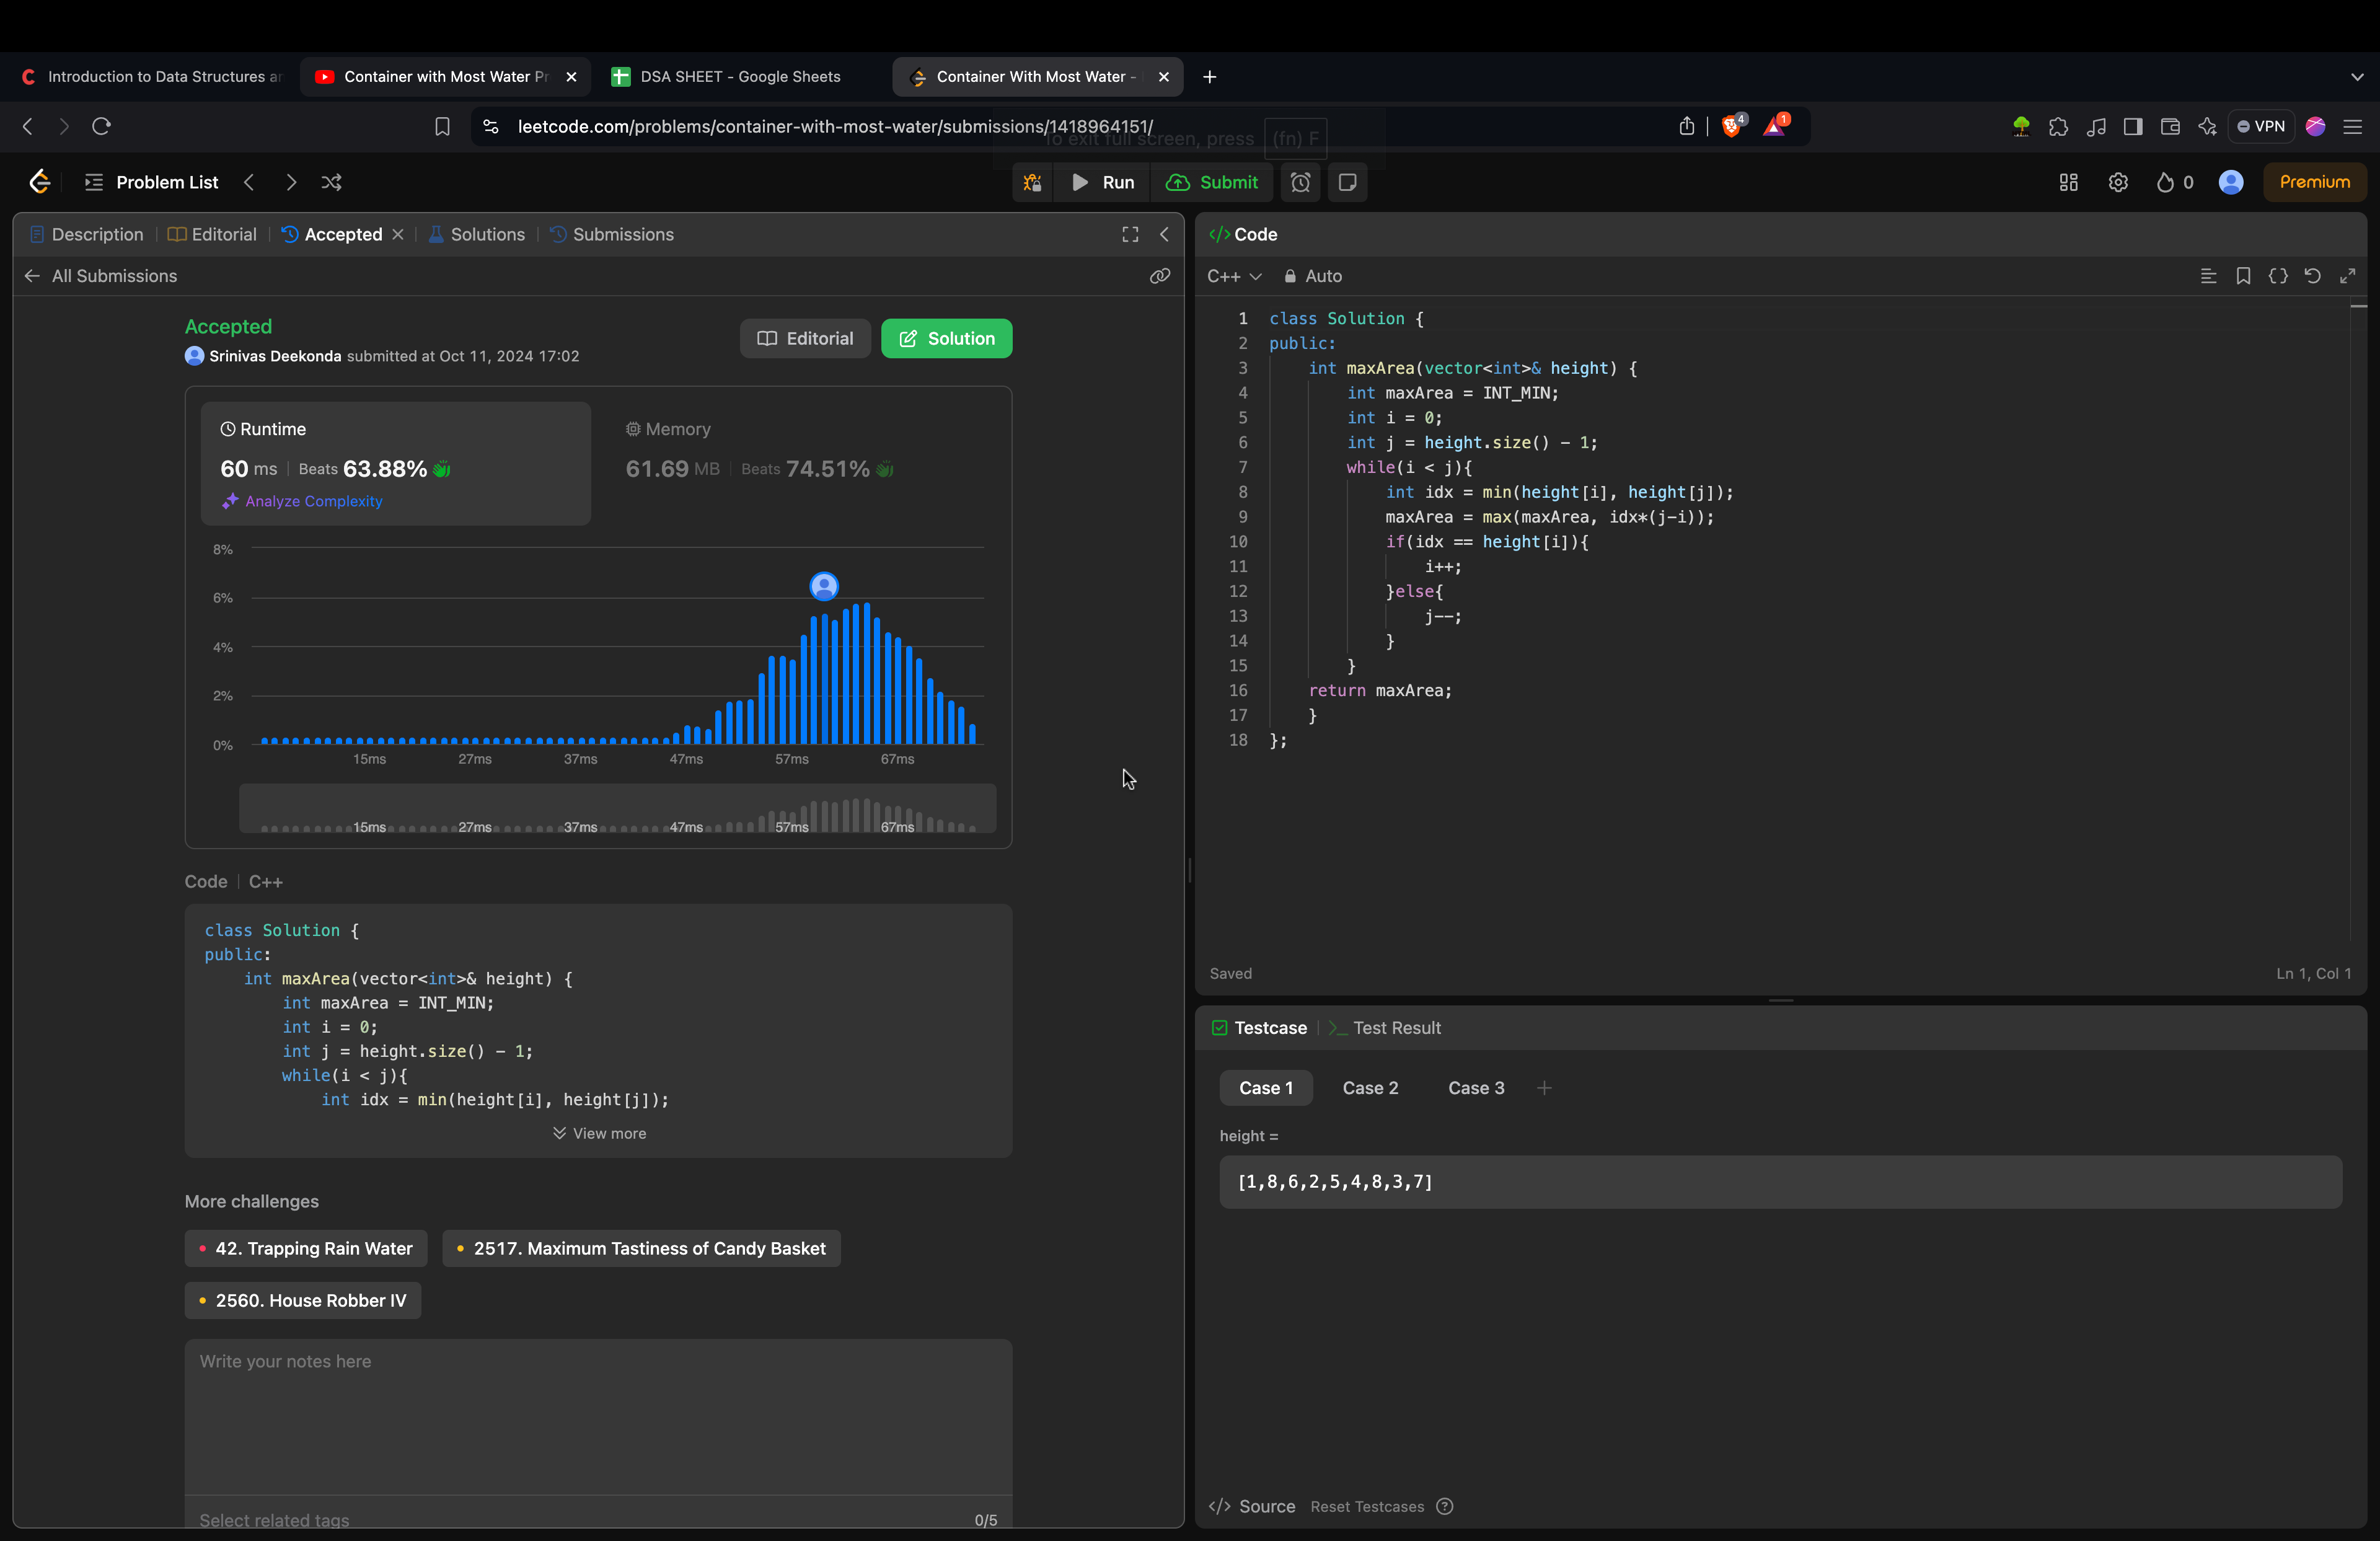 Introduction to Data Structures an
Container with Most Water Pr
DSA SHEET - Google Sheets
Container With Most Water -
leetcode.com/problems/container-with-most-water/submissions/1418964151/
4
1
VPN
To exit full screen, press (fn) F
Problem List
Run
Submit
0
Premium
Description
Editorial
Accepted
Solutions
Submissions
All Submissions
Accepted
Srinivas Deekonda submitted at Oct 11, 2024 17:02
Editorial
Solution
Runtime
60 ms | Beats 63.88%
Analyze Complexity
Memory
61.69 MB | Beats 74.51%
8%
6%
4%
2%
0%
15ms 27ms 37ms 47ms 57ms 67ms
15ms 27ms 37ms 47ms 57ms 67ms
Code | C++
class Solution {
public:
int maxArea(vector<int>& height) {
int maxArea = INT_MIN;
int i = 0;
int j = height.size() - 1;
while(i < j){
int idx = min(height[i], height[j]);
View more
More challenges
42. Trapping Rain Water
2517. Maximum Tastiness of Candy Basket
2560. House Robber IV
Write your notes here
Select related tags
0/5
</> Code
C++
Auto
1 class Solution {
2 public:
3 int maxArea(vector<int>& height) {
4 int maxArea = INT_MIN;
5 int i = 0;
6 int j = height.size() - 1;
7 while(i < j){
8 int idx = min(height[i], height[j]);
9 maxArea = max(maxArea, idx*(j-i));
10 if(idx == height[i]){
11 i++;
12 }else{
13 j--;
14 }
15 }
16 return maxArea;
17 }
18 };
Saved
Ln 1, Col 1
Testcase
Test Result
Case 1
Case 2
Case 3
height =
[1,8,6,2,5,4,8,3,7]
</> Source
Reset Testcases